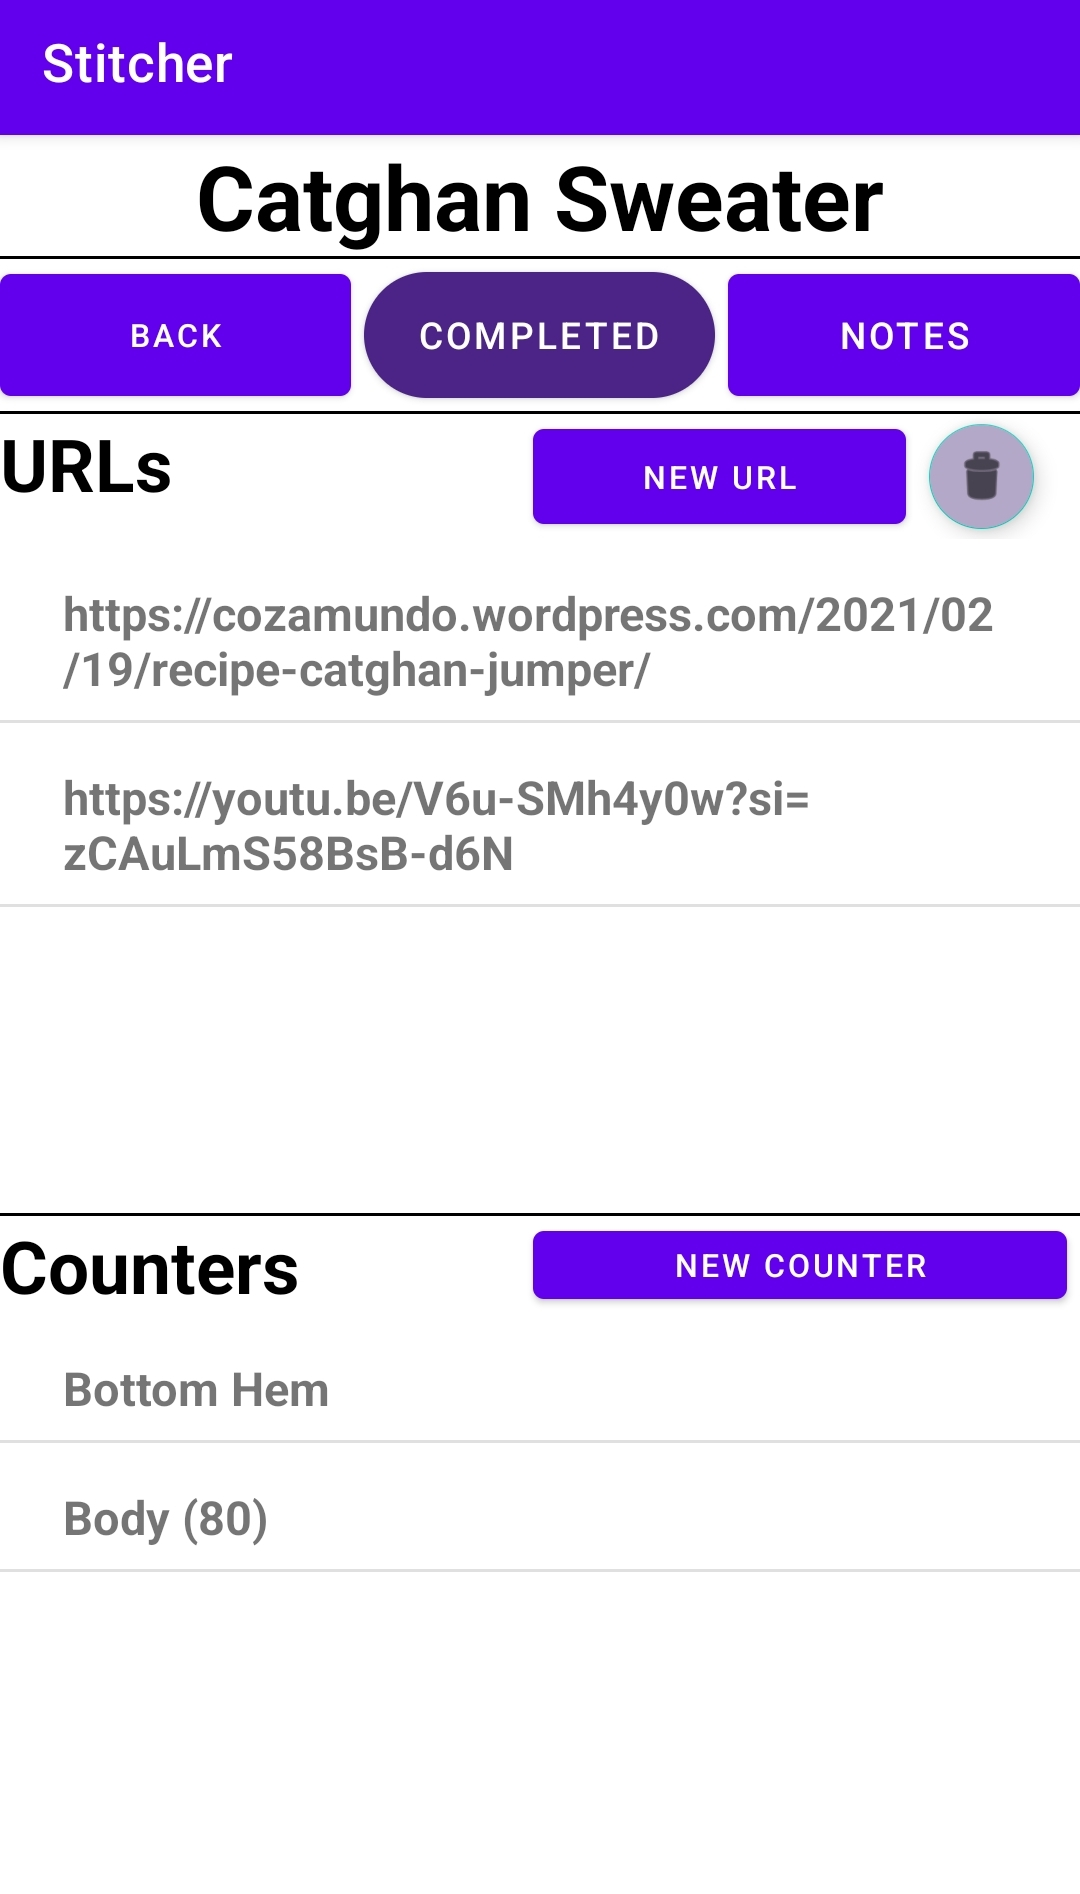 Stitcher
Catghan Sweater
BACK
COMPLETED
NOTES
URLs
NEW URL
https://cozamundo.wordpress.com/2021/02
/19/recipe-catghan-jumper/
https://youtu.be/V6u-SMh4y0w?si=
zCAuLmS58BsB-d6N
Counters
NEW COUNTER
Bottom Hem
Body (80)